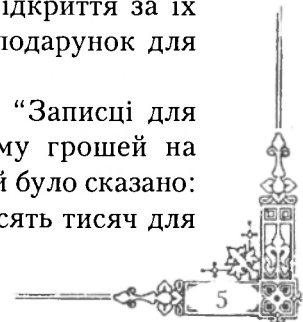 ідкриття за їх
подарунок для
“Записці для
му грошей на
й було сказано:
сять тисяч для
5